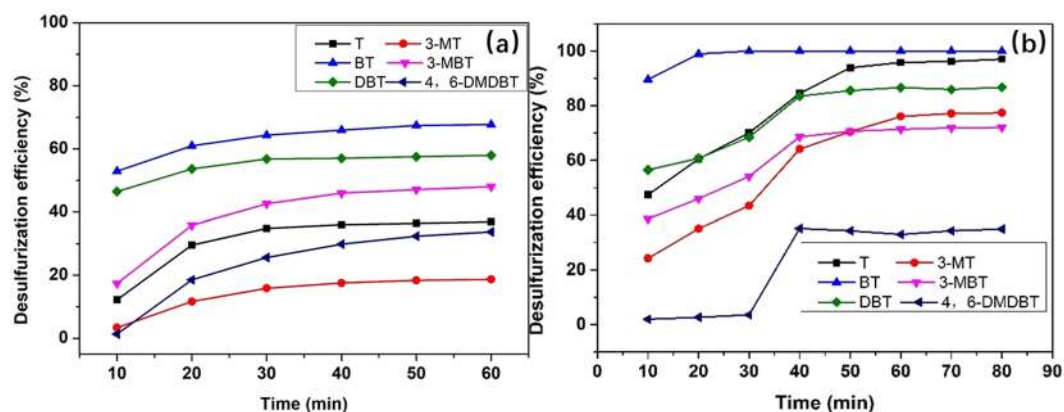 (a)
T 3-MT
BT 3-MBT
DBT 4，6-DMDBT
Desulfurization efficiency (%)
100
80
60
40
20
0
10 20 30 40 50 60
Time (min)
(b)
Desulfurization efficiency (%)
100
80
60
40
20
0
T 3-MT
BT 3-MBT
DBT 4，6-DMDBT
0 10 20 30 40 50 60 70 80 90
Time (min)